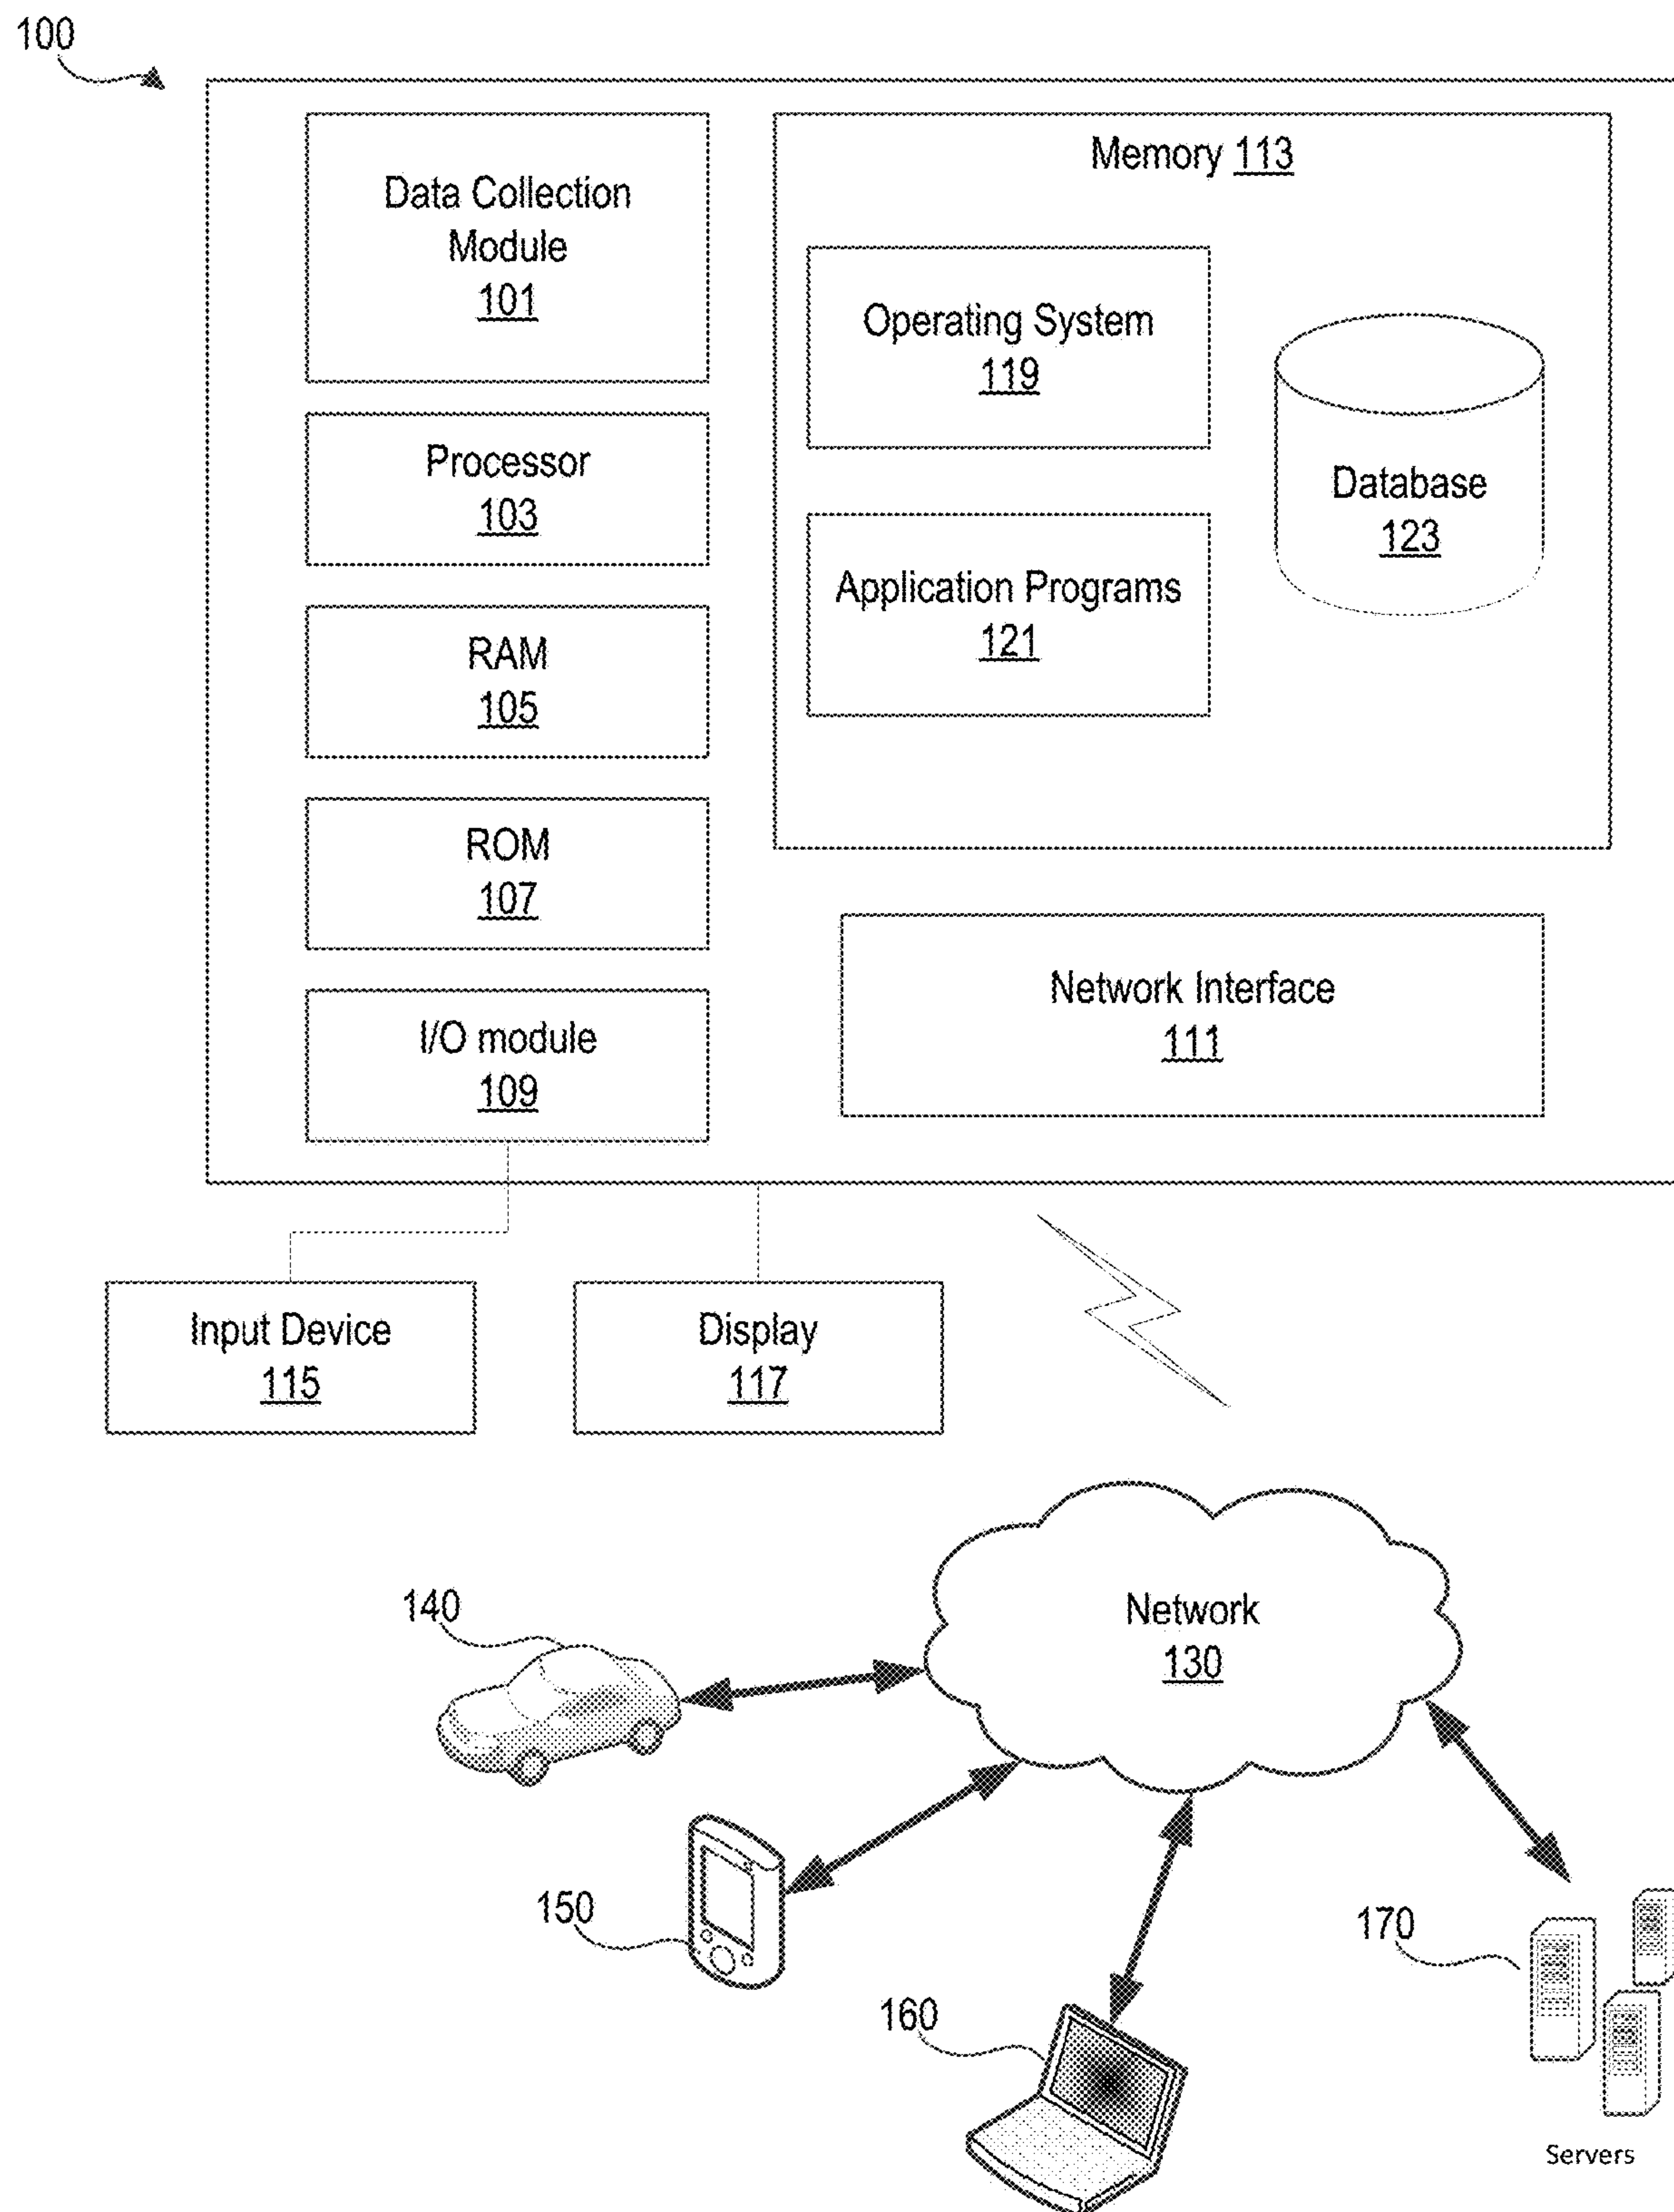 100
Data Collection
Module
101
Processor
103
RAM
105
ROM
107
I/O module
109
Memory 113
Operating System
119
Application Programs
121
Database
123
Network Interface
111
Input Device
115
Display
117
Network
130
140
150
160
170
Servers